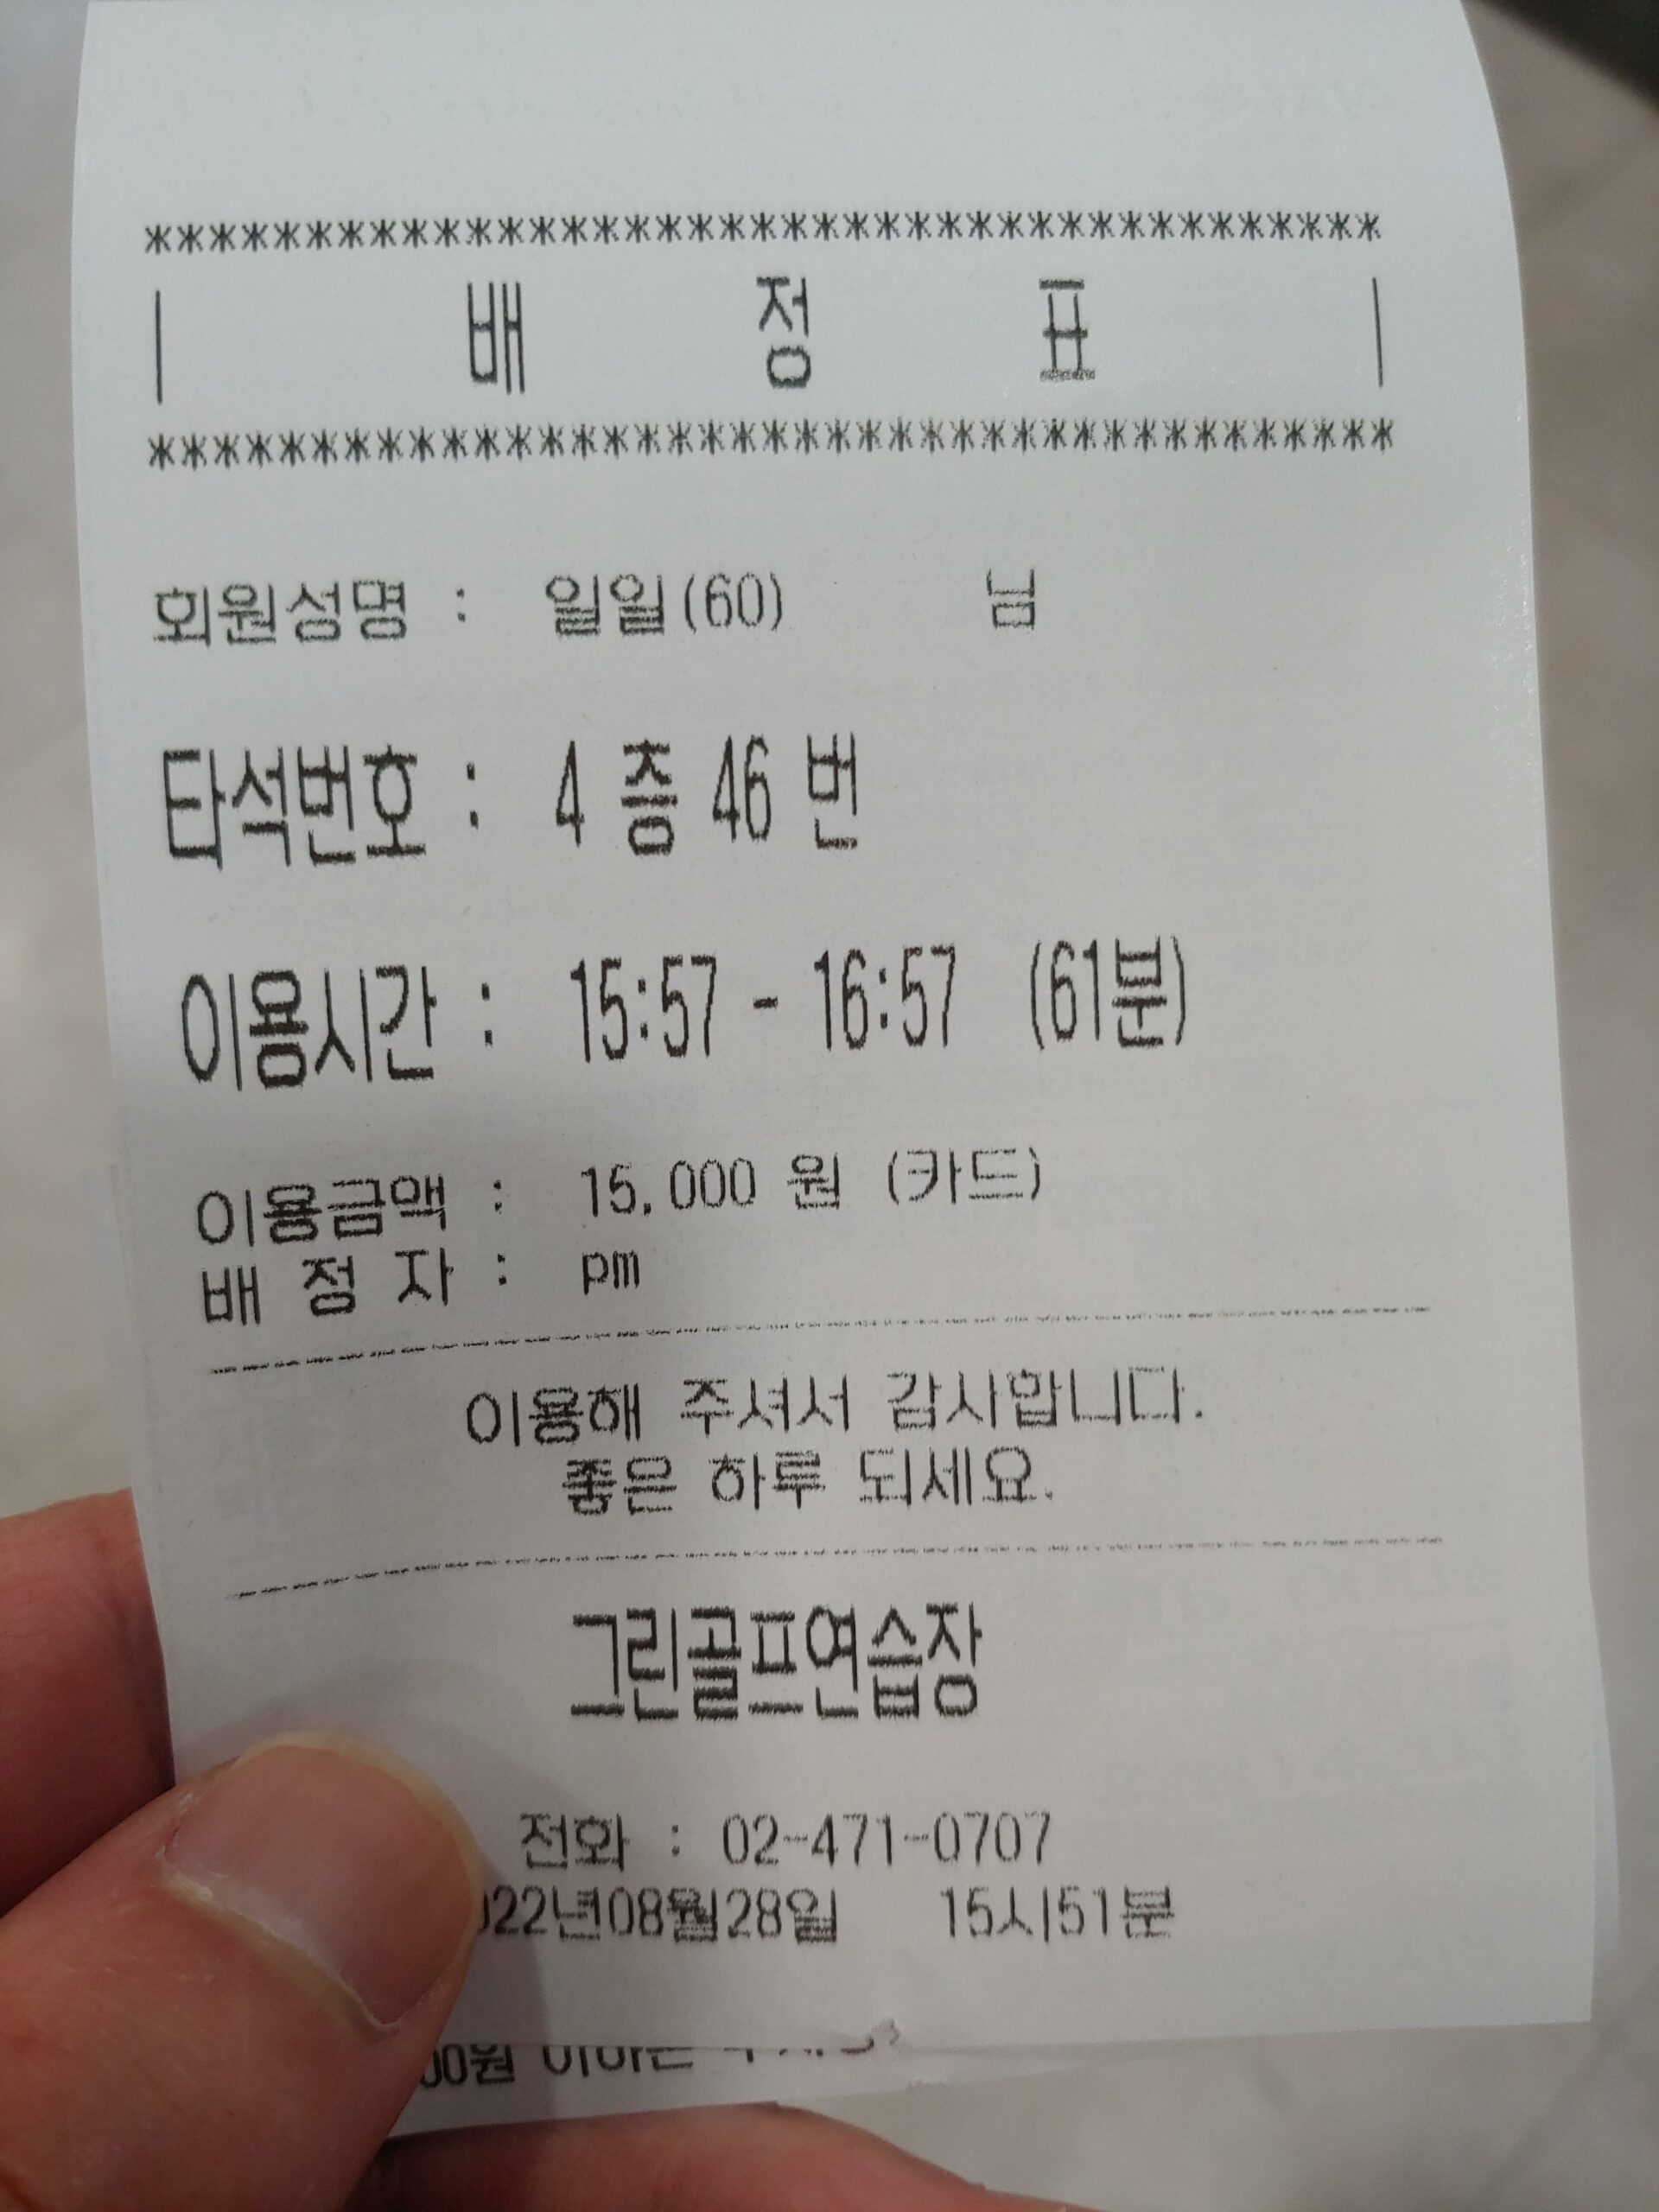 ***************************************
| 배 정 표 |
***************************************
회원성명 : 일일(60) 님
타석번호 : 4 층 46 번
이용시간 : 15:57 - 16:57 (61분)
이용금액 : 15,000 원 (카드)
배 정 자 : pm
이용해 주셔서 감사합니다.
좋은 하루 되세요.
그린골프연습장
전화 : 02-471-0707
022년08월28일 15시51분
00원